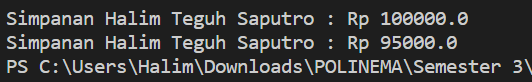 Simpanan Halim Teguh Saputro : Rp 100000.0
Simpanan Halim Teguh Saputro : Rp 95000.0
PS C:\Users\Halim\Downloads\POLINEMA\Semester 3\